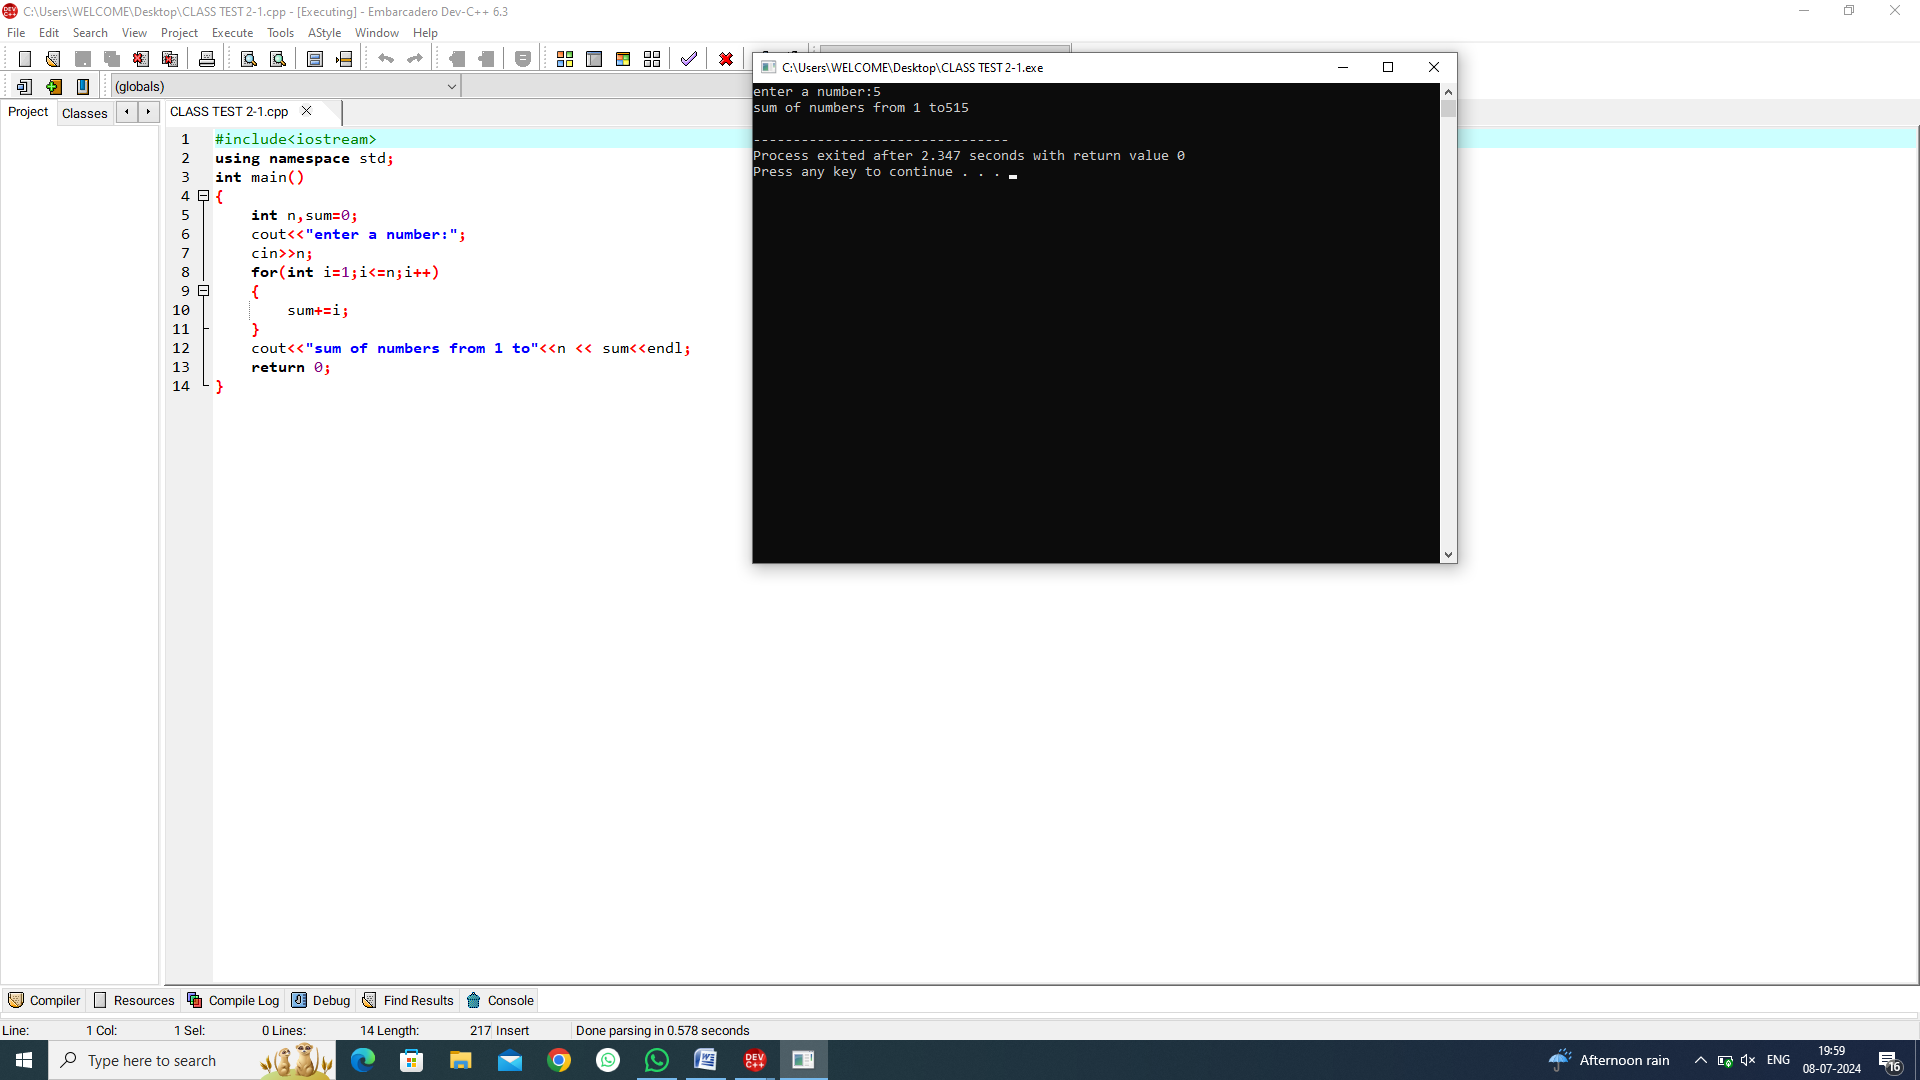 C:\Users\WELCOME\Desktop\CLASS TEST 2-1.cpp - [Executing] - Embarcadero Dev-C++ 6.3
File Edit Search View Project Execute Tools AStyle Window Help
(globals)
Project Classes CLASS TEST 2-1.cpp
1 #include<iostream>
2 using namespace std;
3 int main()
4 {
5 int n,sum=0;
6 cout<<"enter a number:";
7 cin>>n;
8 for(int i=1;i<=n;i++)
9 {
10 sum+=i;
11 }
12 cout<<"sum of numbers from 1 to"<<n << sum<<endl;
13 return 0;
14 }
C:\Users\WELCOME\Desktop\CLASS TEST 2-1.exe
enter a number:5
sum of numbers from 1 to515
--------------------------------
Process exited after 2.347 seconds with return value 0
Press any key to continue . . .
Compiler Resources Compile Log Debug Find Results Console
Line: 1 Col: 1 Sel: 0 Lines: 14 Length: 217 Insert Done parsing in 0.578 seconds
Type here to search
DEV C++
Afternoon rain
ENG
19:59
08-07-2024
16